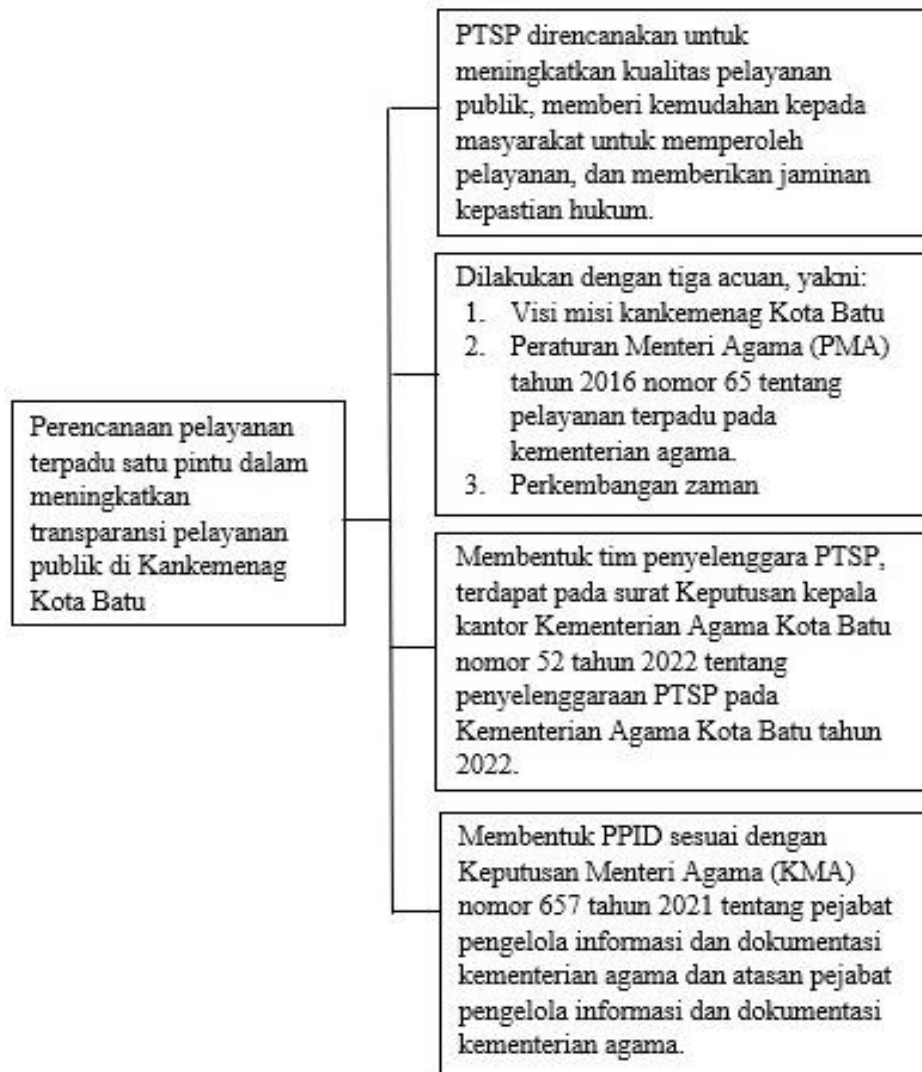 PTSP direncanakan untuk
meningkatkan kualitas pelayanan
publik, memberi kemudahan kepada
masyarakat untuk memperoleh
pelayanan, dan memberikan jaminan
kepastian hukum.
Dilakukan dengan tiga acuan, yakni:
1. Visi misi kankemenag Kota Batu
2. Peraturan Menteri Agama (PMA)
tahun 2016 nomor 65 tentang
pelayanan terpadu pada
kementerian agama.
3. Perkembangan zaman
Perencanaan pelayanan
terpadu satu pintu dalam
meningkatkan
transparansi pelayanan
publik di Kankemenag
Kota Batu
Membentuk tim penyelenggara PTSP,
terdapat pada surat Keputusan kepala
kantor Kementerian Agama Kota Batu
nomor 52 tahun 2022 tentang
penyelenggaraan PTSP pada
Kementerian Agama Kota Batu tahun
2022.
Membentuk PPID sesuai dengan
Keputusan Menteri Agama (KMA)
nomor 657 tahun 2021 tentang pejabat
pengelola informasi dan dokumentasi
kementerian agama dan atasan pejabat
pengelola informasi dan dokumentasi
kementerian agama.